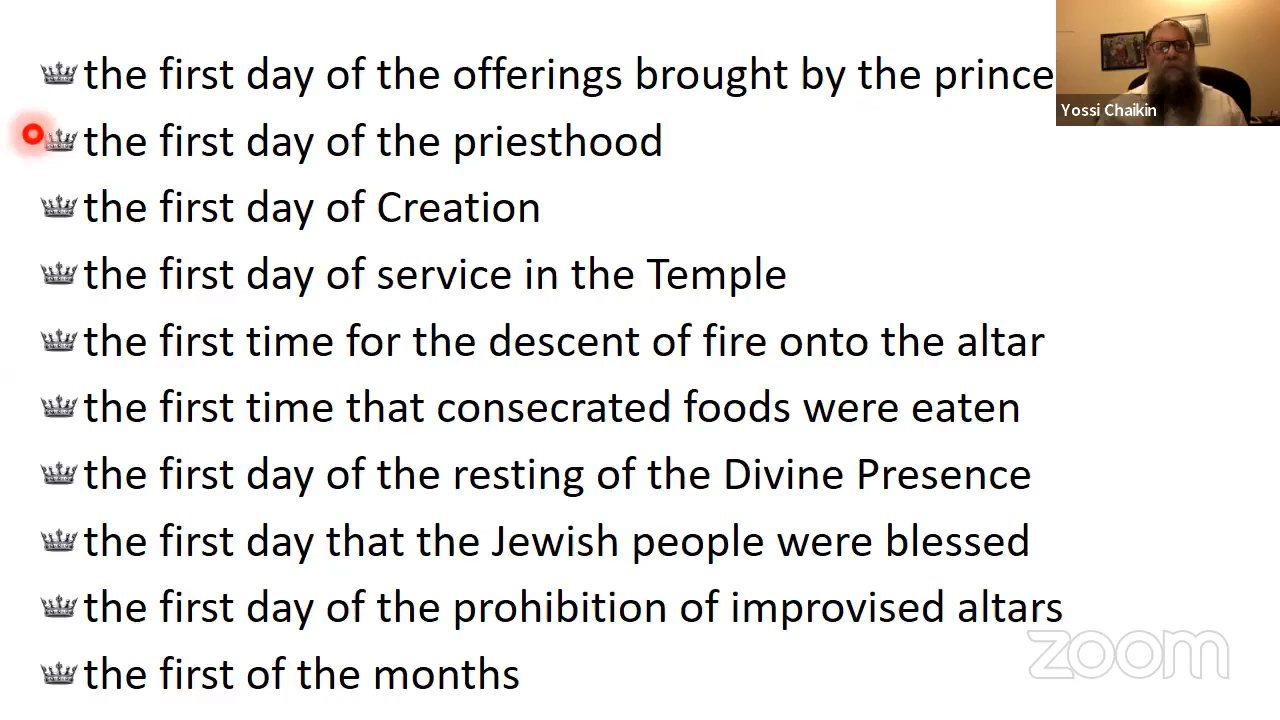 the first day of the offerings brought by the prince
Yossi Chaikin
the first day of the priesthood
the first day of Creation
the first day of service in the Temple
the first time for the descent of fire onto the altar
the first time that consecrated foods were eaten
the first day of the resting of the Divine Presence
the first day that the Jewish people were blessed
the first day of the prohibition of improvised altars
zoom
the first of the months